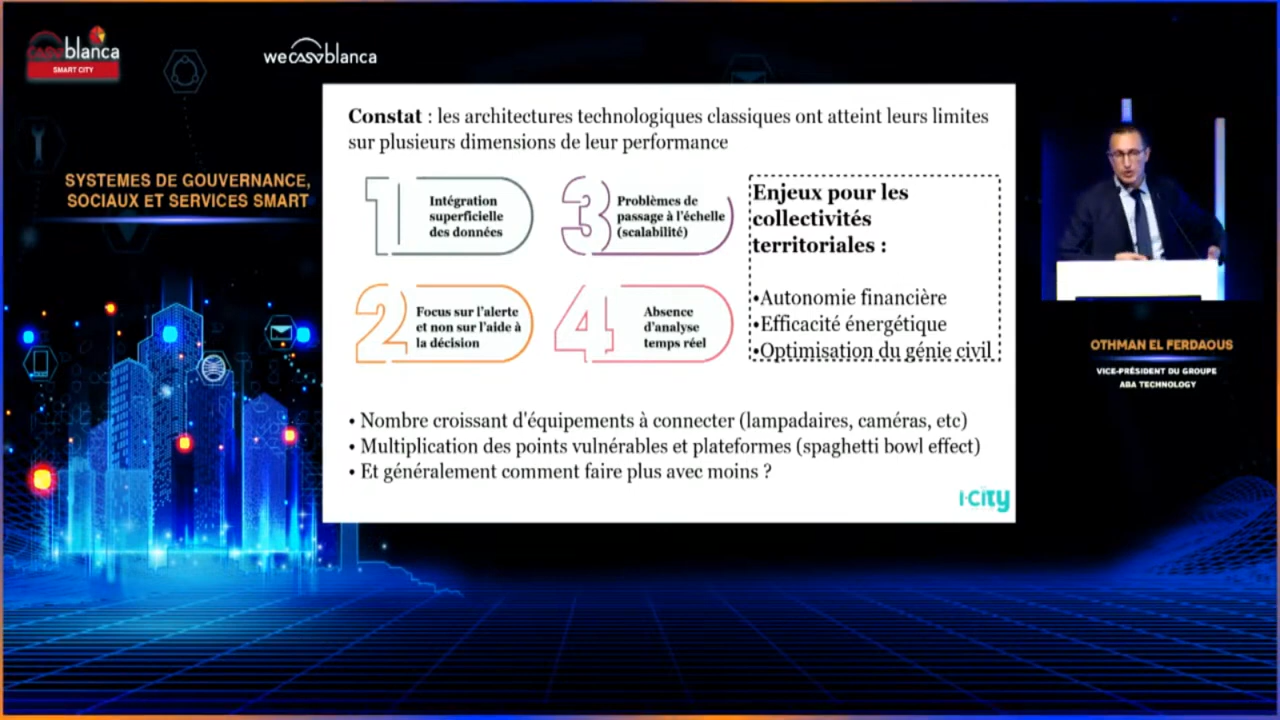 CASAblanca
SMART CITY
wecasablanca
SYSTEMES DE GOUVERNANCE,
SOCIAUX ET SERVICES SMART
Constat : les architectures technologiques classiques ont atteint leurs limites
sur plusieurs dimensions de leur performance
1
Intégration
superficielle
des données
3
Problèmes de
passage à l'échelle
(scalabilité)
2
Focus sur l'alerte
et non sur l'aide à
la décision
4
Absence
d'analyse
temps réel
Enjeux pour les
collectivités
territoriales :
•Autonomie financière
•Efficacité énergétique
•Optimisation du génie civil
• Nombre croissant d'équipements à connecter (lampadaires, caméras, etc)
• Multiplication des points vulnérables et plateformes (spaghetti bowl effect)
• Et généralement comment faire plus avec moins ?
i-city
OTHMAN EL FERDAOUS
VICE-PRÉSIDENT DU GROUPE
ABA TECHNOLOGY